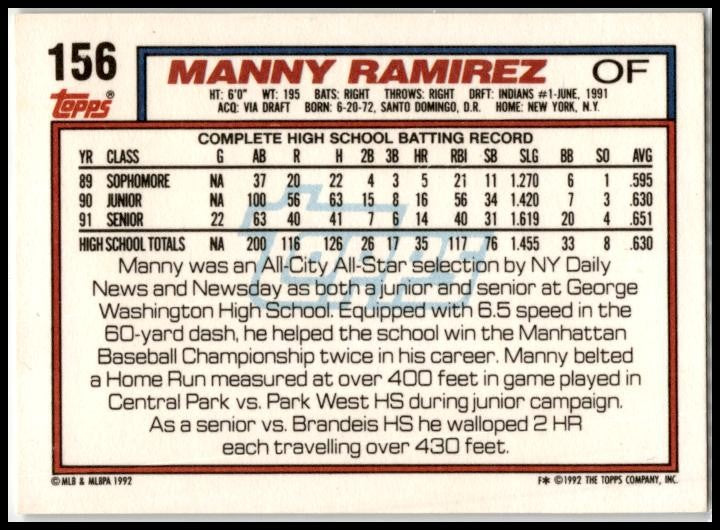 156
Topps®
MANNY RAMIREZ OF
HT: 6'0" WT: 195 BATS: RIGHT THROWS: RIGHT DRFT: INDIANS #1-JUNE, 1991
ACQ: VIA DRAFT BORN: 6-20-72, SANTO DOMINGO, D.R. HOME: NEW YORK, N.Y.
COMPLETE HIGH SCHOOL BATTING RECORD
YR CLASS G AB R H 2B 3B HR RBI SB SLG BB SO AVG
89 SOPHOMORE NA 37 20 22 4 3 5 21 11 1.270 6 1 .595
90 JUNIOR NA 100 56 63 15 8 16 56 34 1.420 7 3 .630
91 SENIOR 22 63 40 41 7 6 14 40 31 1.619 20 4 .651
HIGH SCHOOL TOTALS NA 200 116 126 26 17 35 117 76 1.455 33 8 .630
Topps
Manny was an All-City All-Star selection by NY Daily
News and Newsday as both a junior and senior at George
Washington High School. Equipped with 6.5 speed in the
60-yard dash, he helped the school win the Manhattan
Baseball Championship twice in his career. Manny belted
a Home Run measured at over 400 feet in game played in
Central Park vs. Park West HS during junior campaign.
As a senior vs. Brandeis HS he walloped 2 HR
each travelling over 430 feet.
© MLB & MLBPA 1992 F* © 1992 THE TOPPS COMPANY, INC.